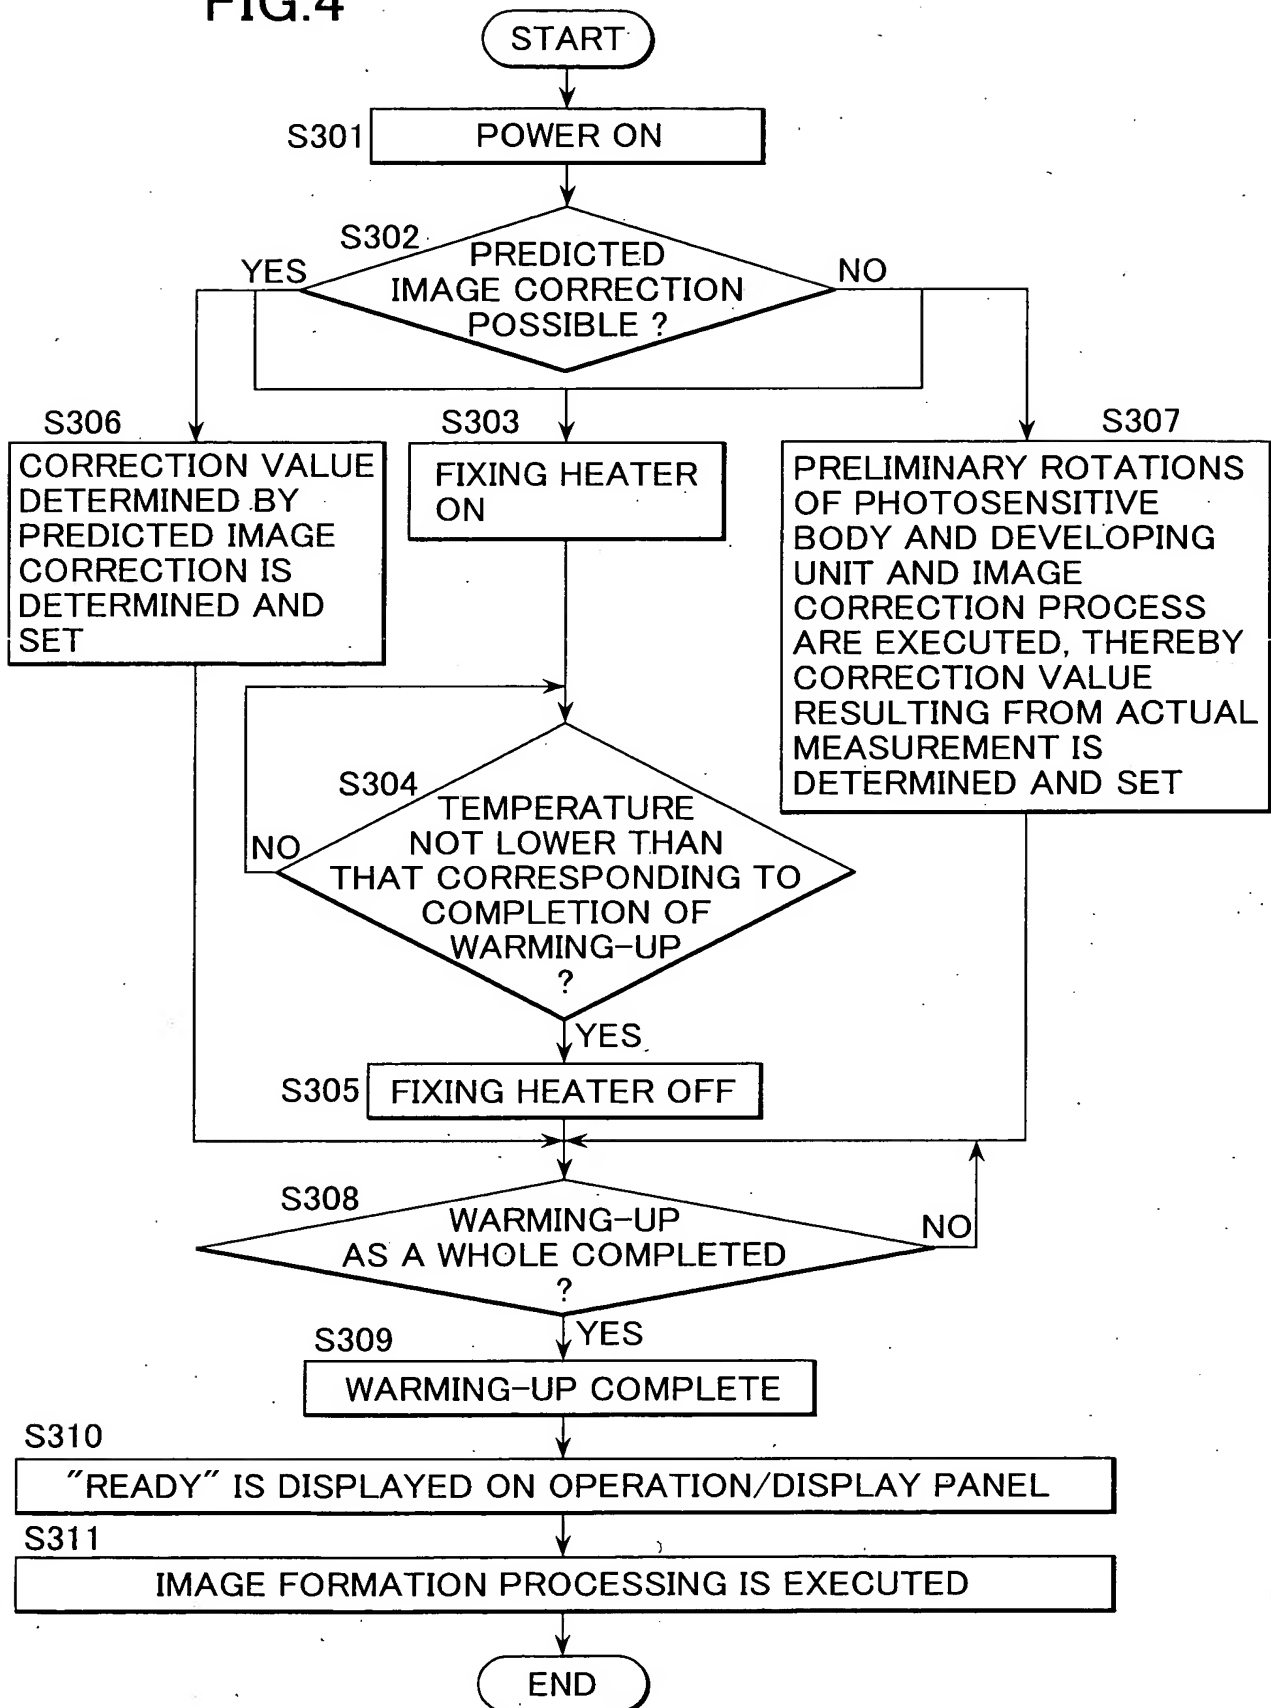 FIG.4
START
S301
POWER ON
S302
PREDICTED
IMAGE CORRECTION
POSSIBLE ?
YES
NO
S306
CORRECTION VALUE
DETERMINED BY
PREDICTED IMAGE
CORRECTION IS
DETERMINED AND
SET
S303
FIXING HEATER
ON
S307
PRELIMINARY ROTATIONS
OF PHOTOSENSITIVE
BODY AND DEVELOPING
UNIT AND IMAGE
CORRECTION PROCESS
ARE EXECUTED, THEREBY
CORRECTION VALUE
RESULTING FROM ACTUAL
MEASUREMENT IS
DETERMINED AND SET
S304
TEMPERATURE
NOT LOWER THAN
THAT CORRESPONDING TO
COMPLETION OF
WARMING-UP
?
NO
YES
S305
FIXING HEATER OFF
S308
WARMING-UP
AS A WHOLE COMPLETED
?
NO
YES
S309
WARMING-UP COMPLETE
S310
"READY" IS DISPLAYED ON OPERATION/DISPLAY PANEL
S311
IMAGE FORMATION PROCESSING IS EXECUTED
END